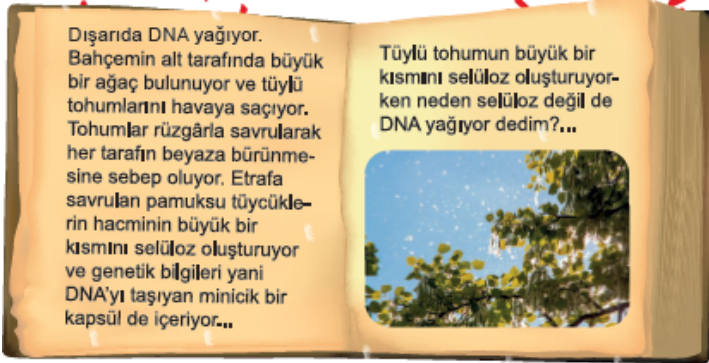 Dışarıda DNA yağıyor.
Bahçemin alt tarafında büyük
bir ağaç bulunuyor ve tüylü
tohumlarını havaya saçıyor.
Tohumlar rüzgârla savrularak
her tarafın beyaza bürünme-
sine sebep oluyor. Etrafa
savrulan pamuksu tüycükle-
rin hacminin büyük bir
kısmını selüloz oluşturuyor
ve genetik bilgileri yani
DNA'yı taşıyan minicik bir
kapsül de içeriyor...
Tüylü tohumun büyük bir
kısmını selüloz oluşturuyor-
ken neden selüloz değil de
DNA yağıyor dedim?...